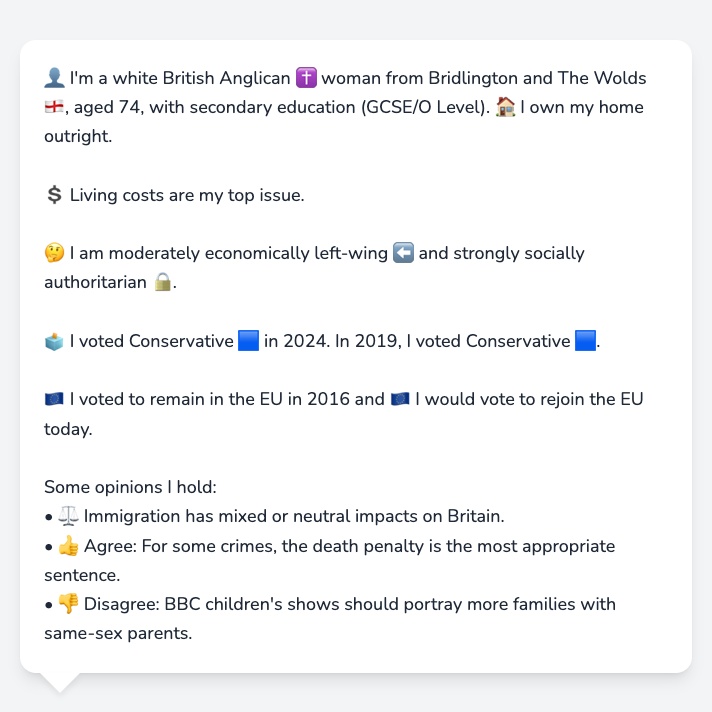 👤 I'm a white British Anglican ✝️ woman from Bridlington and The Wolds
🏴󠁧󠁢󠁥󠁮󠁧󠁿, aged 74, with secondary education (GCSE/O Level). 🏠 I own my home
outright.
💲 Living costs are my top issue.
🤔 I am moderately economically left-wing ⬅️ and strongly socially
authoritarian 🔒.
🗳️ I voted Conservative 🟦 in 2024. In 2019, I voted Conservative 🟦.
🇪🇺 I voted to remain in the EU in 2016 and 🇪🇺 I would vote to rejoin the EU
today.
Some opinions I hold:
• ⚖️ Immigration has mixed or neutral impacts on Britain.
• 👍 Agree: For some crimes, the death penalty is the most appropriate
sentence.
• 👎 Disagree: BBC children's shows should portray more families with
same-sex parents.